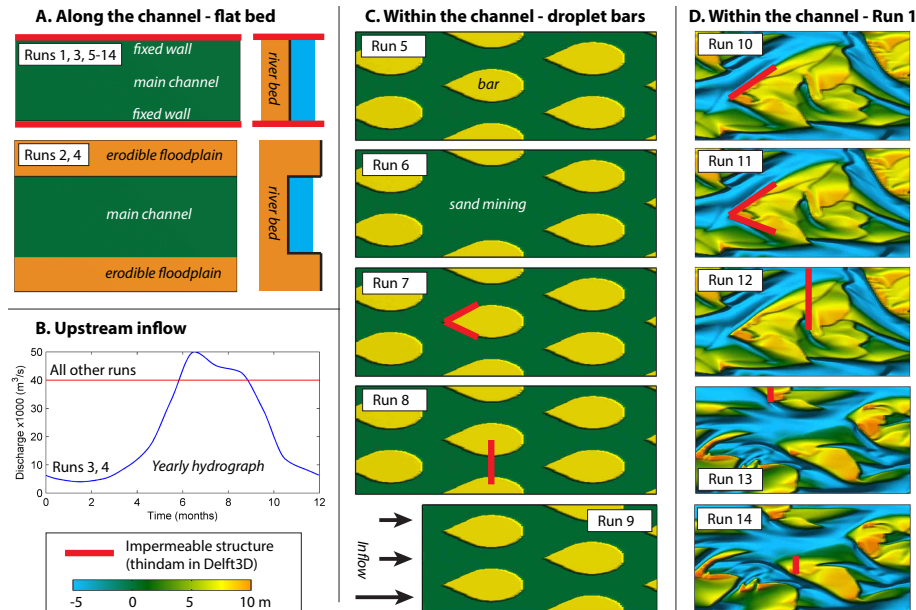 A. Along the channel - flat bed
Runs 1, 3, 5-14
fixed wall
main channel
fixed wall
river bed
Runs 2, 4
erodible floodplain
main channel
erodible floodplain
river bed
B. Upstream inflow
Discharge x1000 (m³/s)
50
40
30
20
10
0
All other runs
Runs 3, 4
Yearly hydrograph
0 2 4 6 8 10 12
Time (months)
Impermeable structure
(thindam in Delft3D)
-5 0 5 10 m
C. Within the channel - droplet bars
Run 5
bar
Run 6
sand mining
Run 7
Run 8
Run 9
Inflow
D. Within the channel - Run 1
Run 10
Run 11
Run 12
Run 13
Run 14